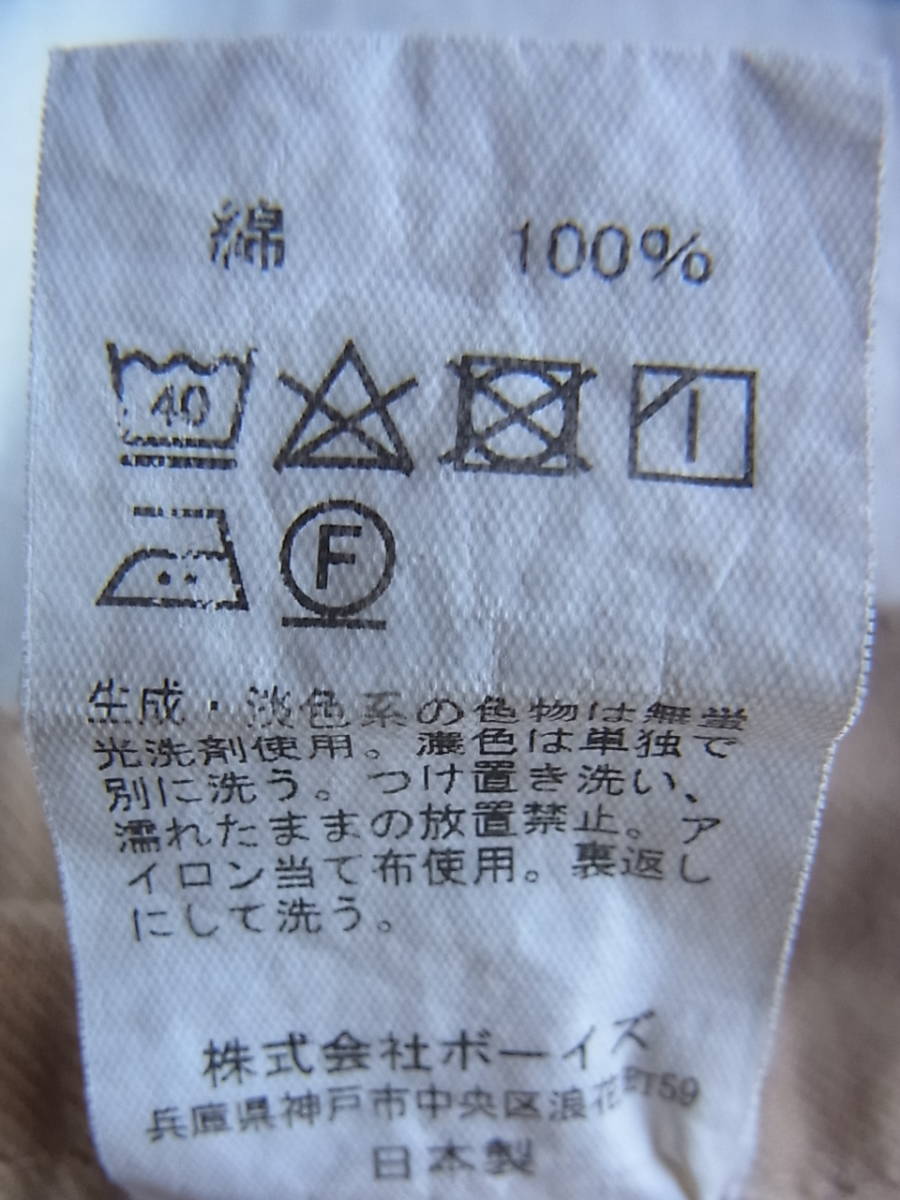 綿 100%
40
F
生成・淡色系の色物は無蛍
光洗剤使用。濃色は単独で
別に洗う。つけ置き洗い、
濡れたままの放置禁止。ア
イロン当て布使用。裏返し
にして洗う。
株式会社ボーイズ
兵庫県神戸市中央区浪花町59
日本製